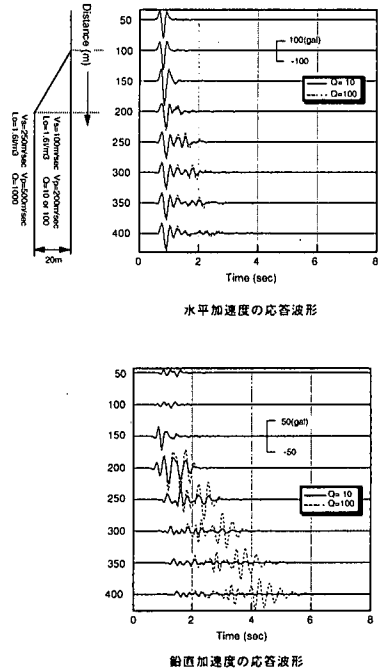 Distance (m)
Vs=100m/sec Vp=200m/sec
Lo=1.6t/m3 Q=10 or 100
Vs=250m/sec Vp=500m/sec
Lo=1.6t/m3 Q=1000
20m
50
100
150
200
250
300
350
400
100(gal)
-100
Q= 10
Q=100
0 2 4 6 8
Time (sec)
水平加速度の応答波形
50
100
150
200
250
300
350
400
50(gal)
-50
Q= 10
Q=100
0 2 4 6 8
Time (sec)
鉛直加速度の応答波形